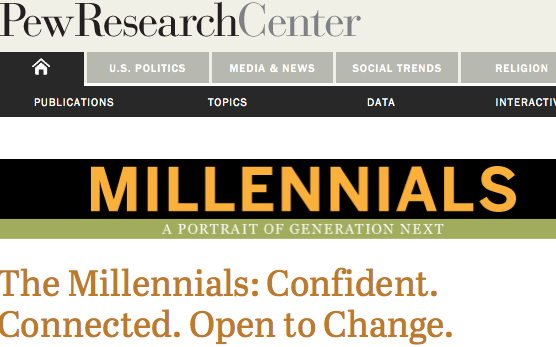 PewResearchCenter
U.S. POLITICS MEDIA & NEWS SOCIAL TRENDS RELIGION
PUBLICATIONS TOPICS DATA
MILLENNIALS
A PORTRAIT OF GENERATION NEXT
The Millennials: Confident.
Connected. Open to Change.